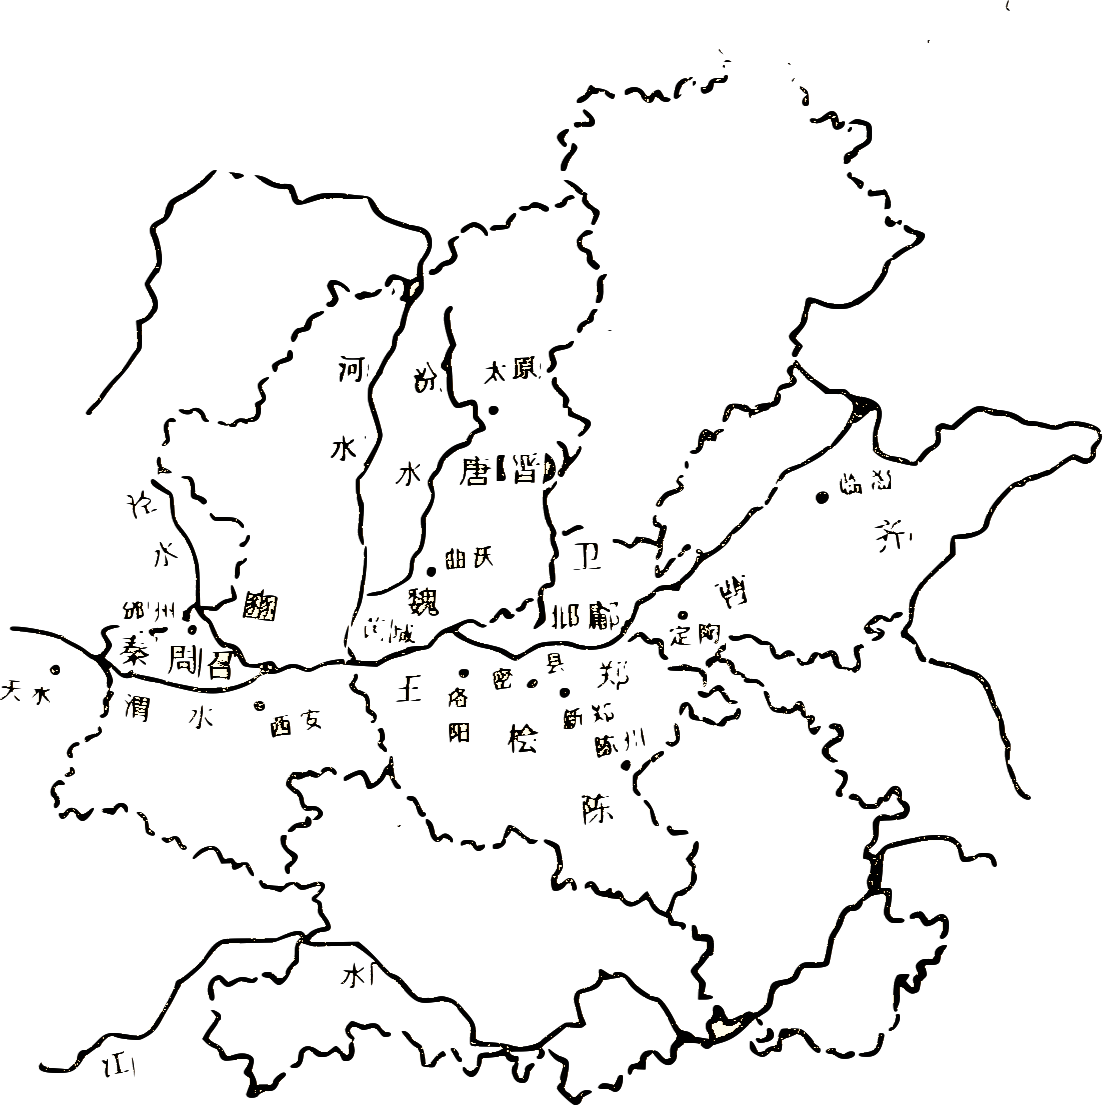 河
水
汾
水
太原
唐(晋)
泾
水
临淄
齐
曲沃
魏
卫
邶鄘
曹
定陶
豳
邠州
秦 周 召
芮城
天水
渭 水
西安
王
洛
阳
密 县
郑
新郑
桧
陈州
陈
江
水